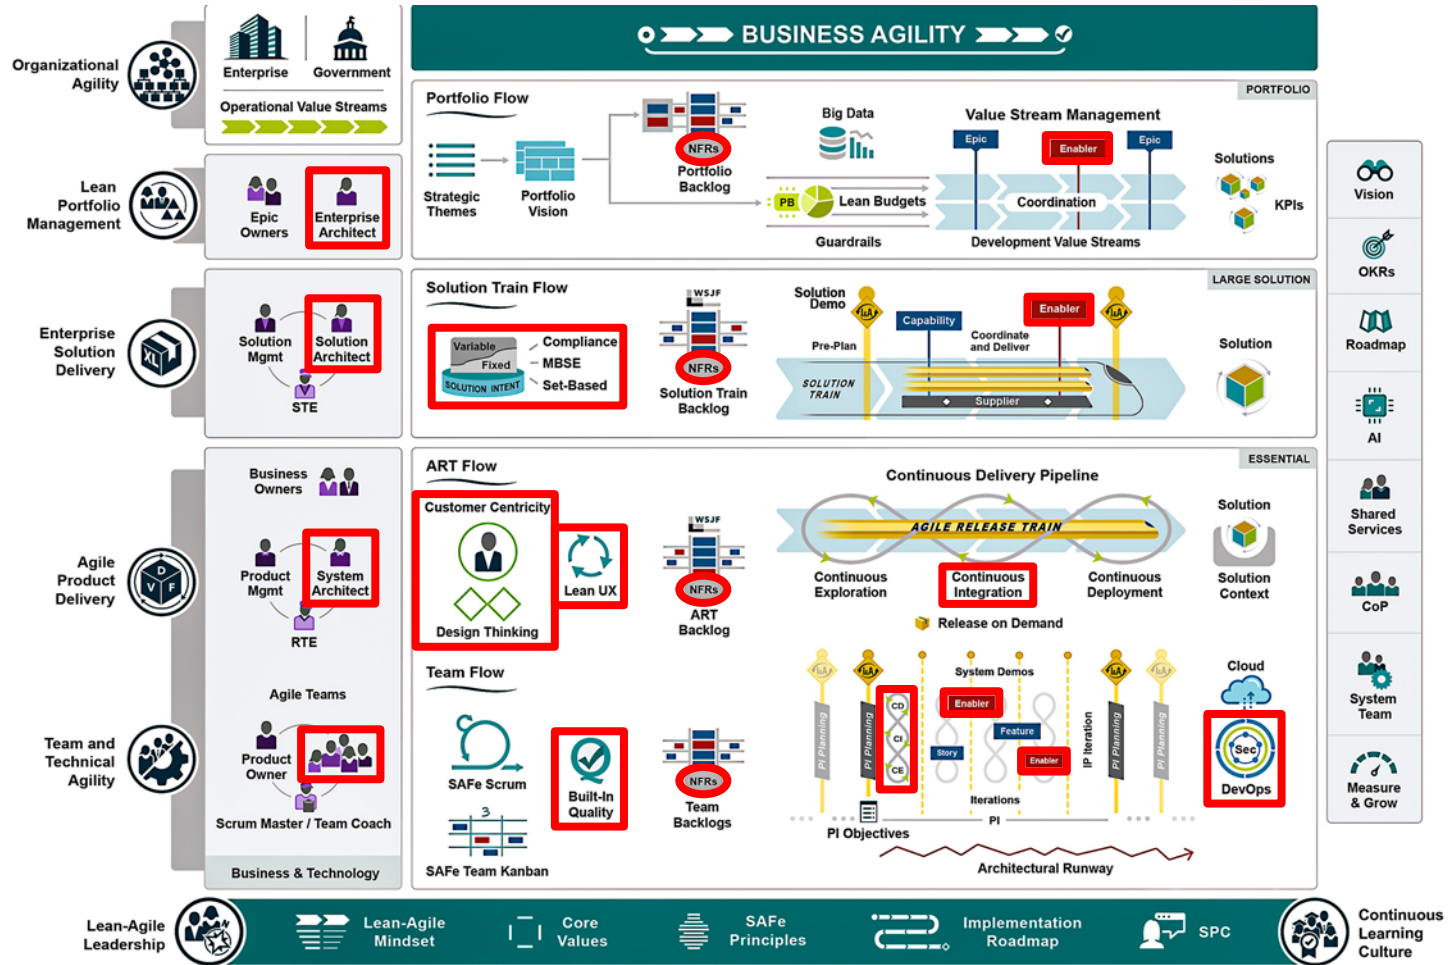 BUSINESS AGILITY
Organizational
Agility
Enterprise
Government
Operational Value Streams
Lean
Portfolio
Management
Epic
Owners
Enterprise
Architect
Portfolio Flow
PORTFOLIO
Strategic
Themes
Portfolio
Vision
NFRs
Portfolio
Backlog
Big Data
PB
Lean Budgets
Guardrails
Value Stream Management
Epic
Enabler
Epic
Coordination
Development Value Streams
Solutions
KPIs
Enterprise
Solution
Delivery
XL
Solution
Mgmt
Solution
Architect
STE
Solution Train Flow
LARGE SOLUTION
Variable
Fixed
SOLUTION INTENT
Compliance
MBSE
Set-Based
WSJF
NFRs
Solution Train
Backlog
Solution
Demo
I&A
Pre-Plan
Capability
Enabler
I&A
Coordinate
and Deliver
SOLUTION
TRAIN
Supplier
Solution
Agile
Product
Delivery
D
V F
Business
Owners
Product
Mgmt
System
Architect
RTE
ART Flow
ESSENTIAL
Customer Centricity
Design Thinking
Lean UX
WSJF
NFRs
ART
Backlog
Continuous Delivery Pipeline
AGILE RELEASE TRAIN
Continuous
Exploration
Continuous
Integration
Continuous
Deployment
Release on Demand
Solution
Solution
Context
Team and
Technical
Agility
Agile Teams
Product
Owner
Scrum Master / Team Coach
Business & Technology
Team Flow
SAFe Scrum
3
SAFe Team Kanban
Built-In
Quality
NFRs
Team
Backlogs
I&A
I&A
System Demos
I&A
I&A
PI Planning
PI Planning
CD
CI
CE
Enabler
Story
Feature
Enabler
IP Iteration
PI Planning
PI Planning
Iterations
PI
PI Objectives
Architectural Runway
Cloud
Sec
DevOps
Vision
OKRs
Roadmap
AI
Shared
Services
CoP
System
Team
Measure
& Grow
Lean-Agile
Leadership
Lean-Agile
Mindset
Core
Values
SAFe
Principles
Implementation
Roadmap
SPC
Continuous
Learning
Culture